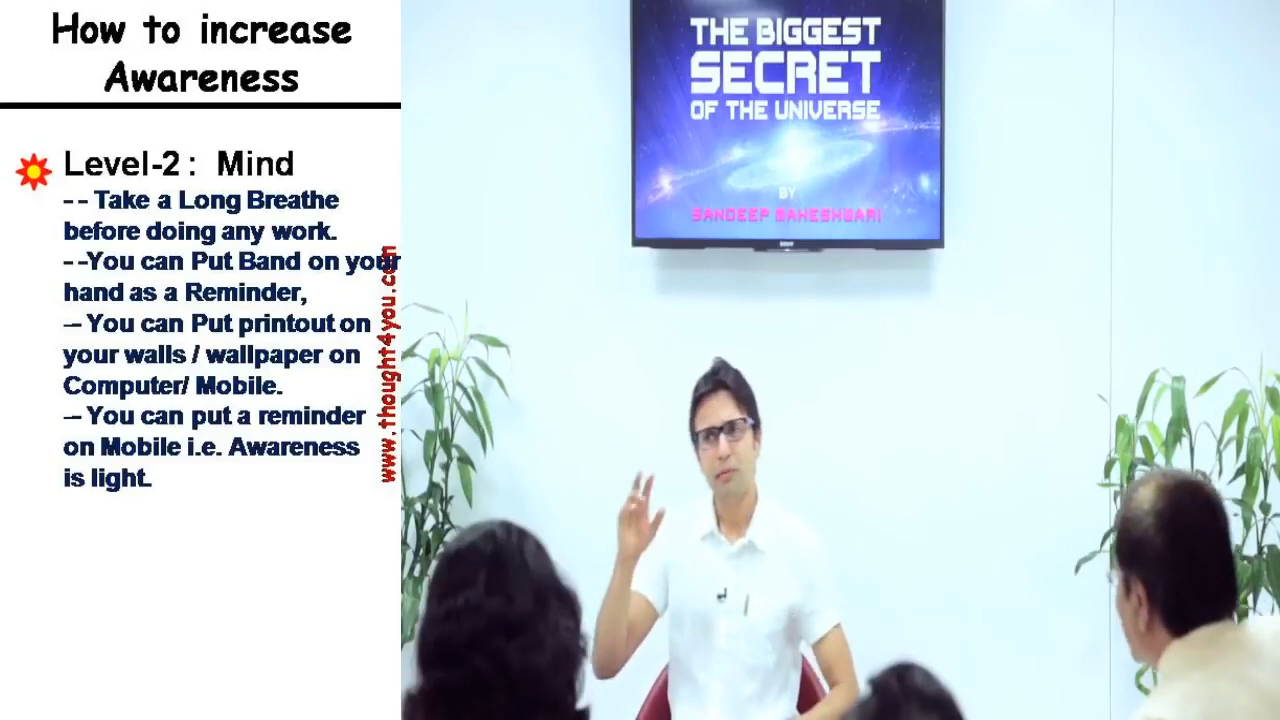 How to increase
Awareness
Level-2 : Mind
-- Take a Long Breathe
before doing any work.
--You can Put Band on your
hand as a Reminder,
-- You can Put printout on
your walls / wallpaper on
Computer/ Mobile.
-- You can put a reminder
on Mobile i.e. Awareness
is light.
www.thought4you.com
THE BIGGEST
SECRET
OF THE UNIVERSE
BY
SANDEEP MAHESHWARI
SONY